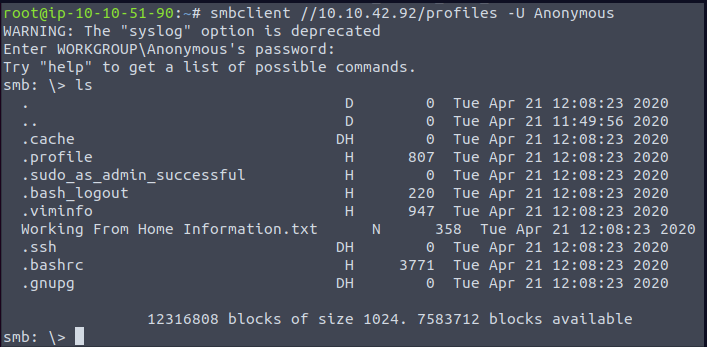 root@ip-10-10-51-90:~# smbclient //10.10.42.92/profiles -U Anonymous
WARNING: The "syslog" option is deprecated
Enter WORKGROUP\Anonymous's password:
Try "help" to get a list of possible commands.
smb: \> ls
  .                                   D        0  Tue Apr 21 12:08:23 2020
  ..                                  D        0  Tue Apr 21 11:49:56 2020
  .cache                             DH        0  Tue Apr 21 12:08:23 2020
  .profile                            H      807  Tue Apr 21 12:08:23 2020
  .sudo_as_admin_successful           H        0  Tue Apr 21 12:08:23 2020
  .bash_logout                        H      220  Tue Apr 21 12:08:23 2020
  .viminfo                            H      947  Tue Apr 21 12:08:23 2020
  Working From Home Information.txt      N      358  Tue Apr 21 12:08:23 2020
  .ssh                               DH        0  Tue Apr 21 12:08:23 2020
  .bashrc                             H     3771  Tue Apr 21 12:08:23 2020
  .gnupg                             DH        0  Tue Apr 21 12:08:23 2020
12316808 blocks of size 1024. 7583712 blocks available
smb: \>